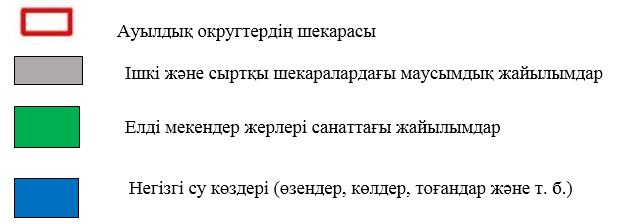 Ауылдық округтердің шекарасы
Ішкі және сыртқы шекаралардағы маусымдық жайылымдар
Елді мекендер жерлері санаттағы жайылымдар
Негізгі су көздері (өзендер, көлдер, тоғандар және т. б.)